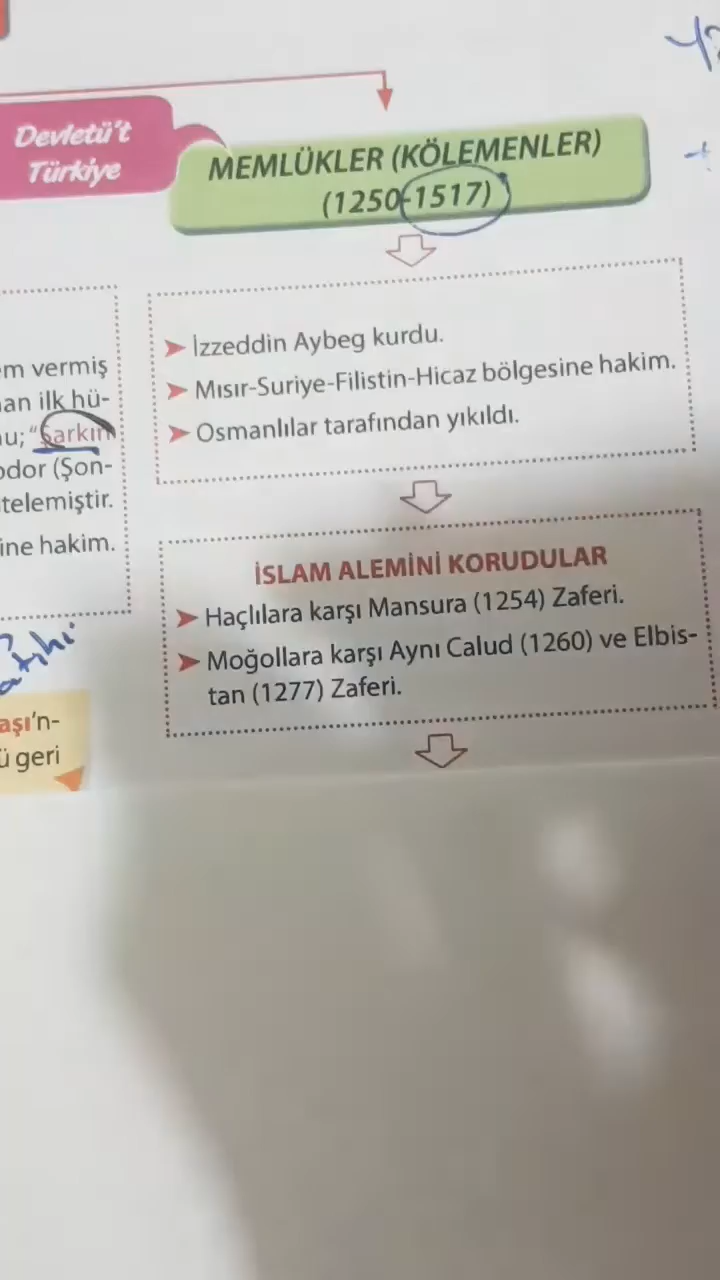 Devletü't
Türkiye
MEMLÜKLER (KÖLEMENLER)
(1250-1517)
em vermiş
an ilk hü-
u; "Sarkın
odor (Şon-
telemiştir.
ine hakim.
aşı'n-
ü geri
➤ İzzeddin Aybeg kurdu.
➤ Mısır-Suriye-Filistin-Hicaz bölgesine hakim.
➤ Osmanlılar tarafından yıkıldı.
İSLAM ALEMİNİ KORUDULAR
➤ Haçlılara karşı Mansura (1254) Zaferi.
➤ Moğollara karşı Aynı Calud (1260) ve Elbis-
tan (1277) Zaferi.